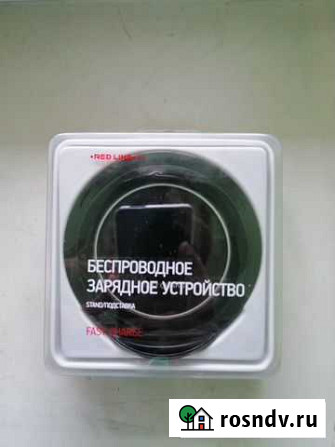 RED LINE
БЕСПРОВОДНОЕ
ЗАРЯДНОЕ УСТРОЙСТВО
STAND/ПОДСТАВКА
FAST CHARGE
rosndv.ru